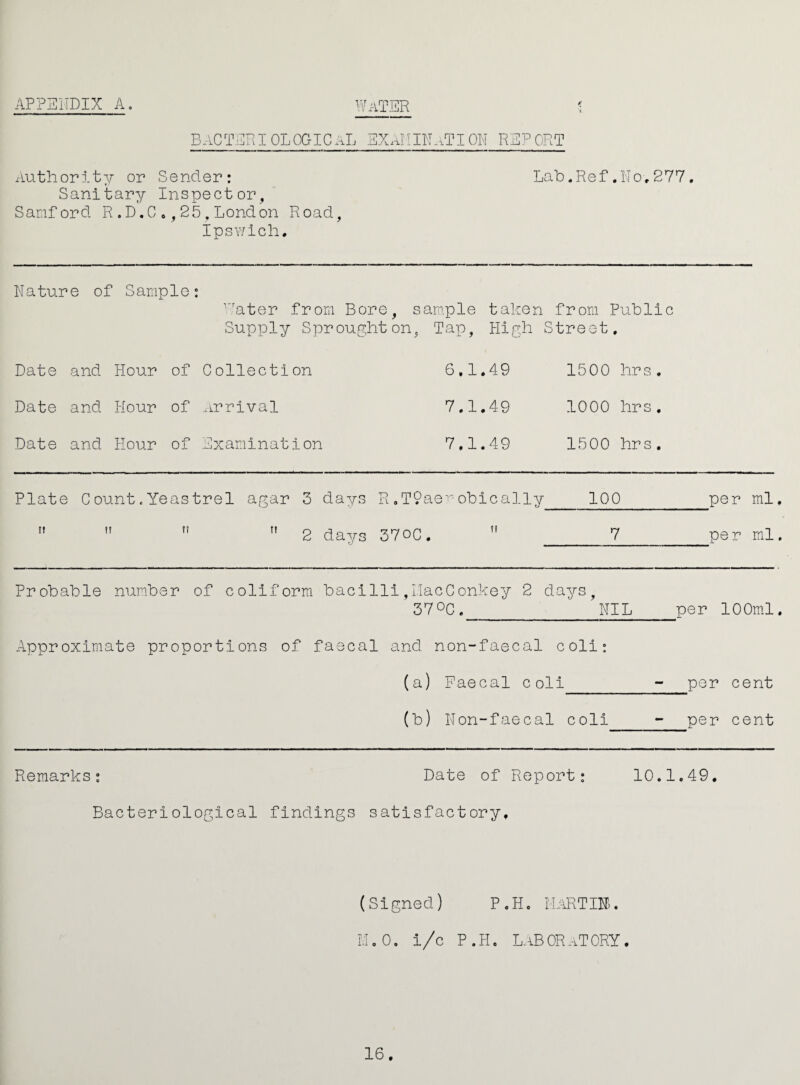 APPENDIX A.
WATER
BACTERIOLOGICAL EXAMINATION REPORT
Authority or Sender: Lab.Ref.No.277.
Sanitary Inspector,
Samford R.D.C.,25,London Road,
Ipswich.
Nature of Sample:
Water from Bore, sample taken from Public
Supply Sproughton, Tap, High Street.
Date and Hour of Collection 6.1.49 1500 hrs.
Date and Hour of Arrival 7.1.49 1000 hrs.
Date and Hour of Examination 7.1.49 1500 hrs.
Plate Count.Yeastrel agar 3 days R.T?aerobically 100 per ml.
" " " " 2 days 37oC. " 7 per ml.
Probable number of coliform bacilli,MacConkey 2 days,
37oC. NIL per 100ml.
Approximate proportions of faecal and non-faecal coli:
(a) Faecal coli - per cent
(b) Non-faecal coli - per cent
Remarks: Date of Report: 10.1.49.
Bacteriological findings satisfactory.
(Signed) P.H. MARTIN.
M.O. i/c P.H. LABORATORY.
16.